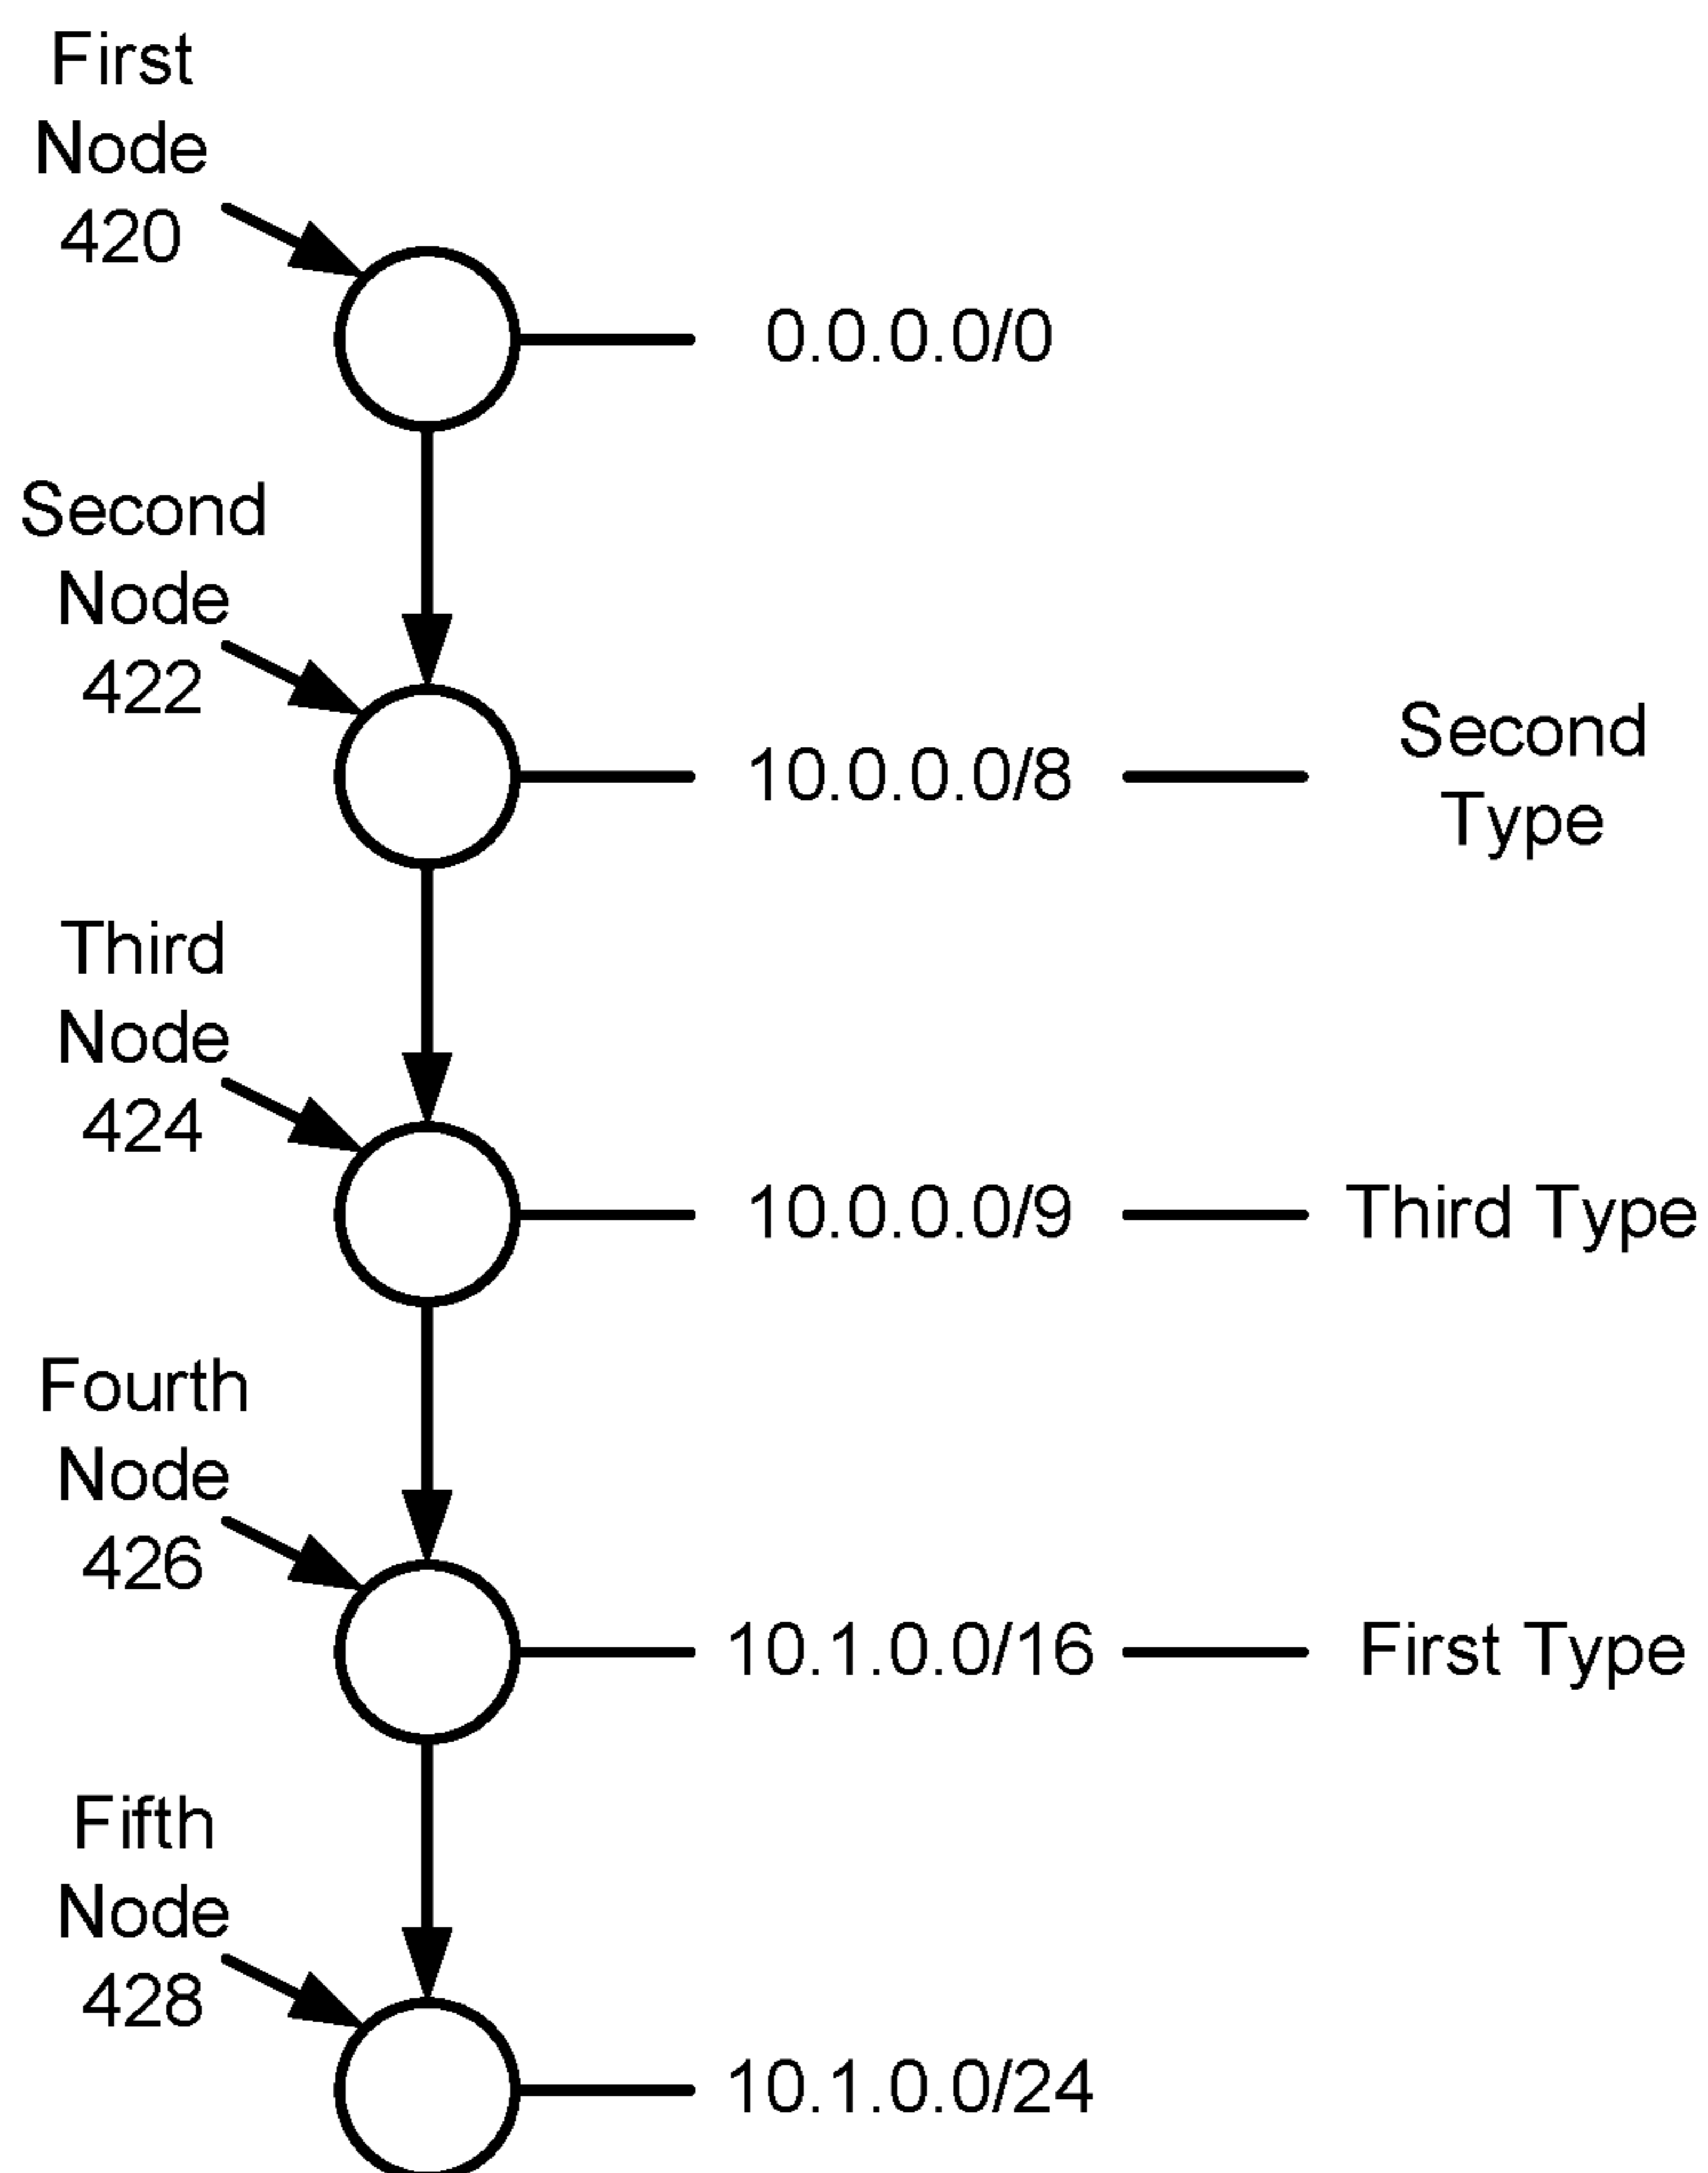 First
Node
420
0.0.0.0/0
Second
Node
422
10.0.0.0/8
Second
Type
Third
Node
424
10.0.0.0/9
Third Type
Fourth
Node
426
10.1.0.0/16
First Type
Fifth
Node
428
10.1.0.0/24